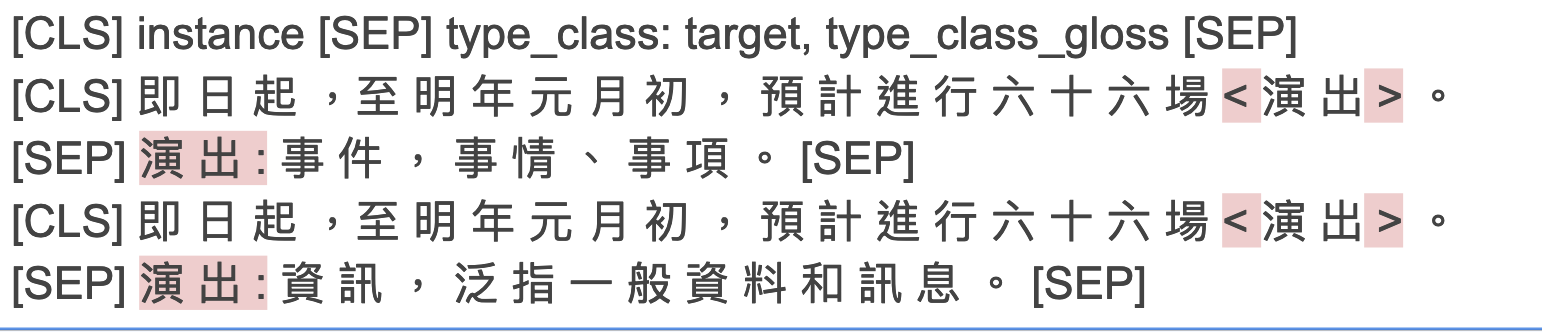 [CLS] instance [SEP] type_class: target, type_class_gloss [SEP]
[CLS] 即 日 起 ，至 明 年 元 月 初 ， 預 計 進 行 六 十 六 場 < 演 出 > 。
[SEP] 演 出 : 事 件 ， 事 情 、 事 項 。 [SEP]
[CLS] 即 日 起 ，至 明 年 元 月 初 ， 預 計 進 行 六 十 六 場 < 演 出 > 。
[SEP] 演 出 : 資 訊 ， 泛 指 一 般 資 料 和 訊 息 。 [SEP]